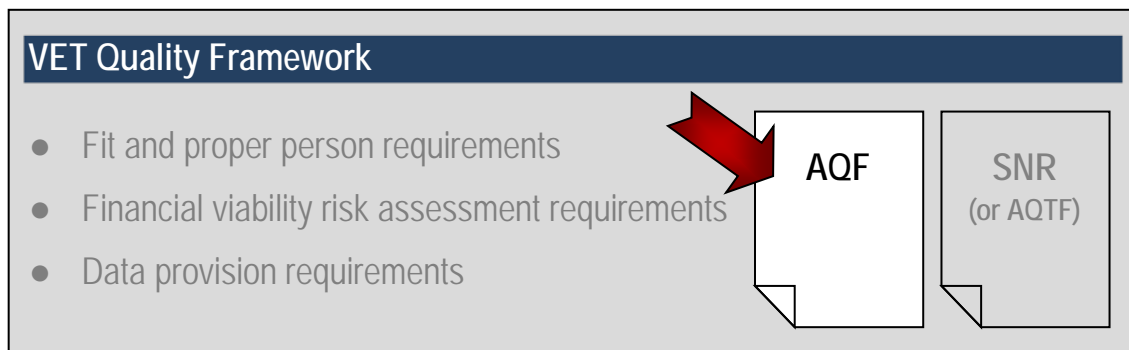 VET Quality Framework
● Fit and proper person requirements
● Financial viability risk assessment requirements
● Data provision requirements
AQF
SNR
(or AQTF)